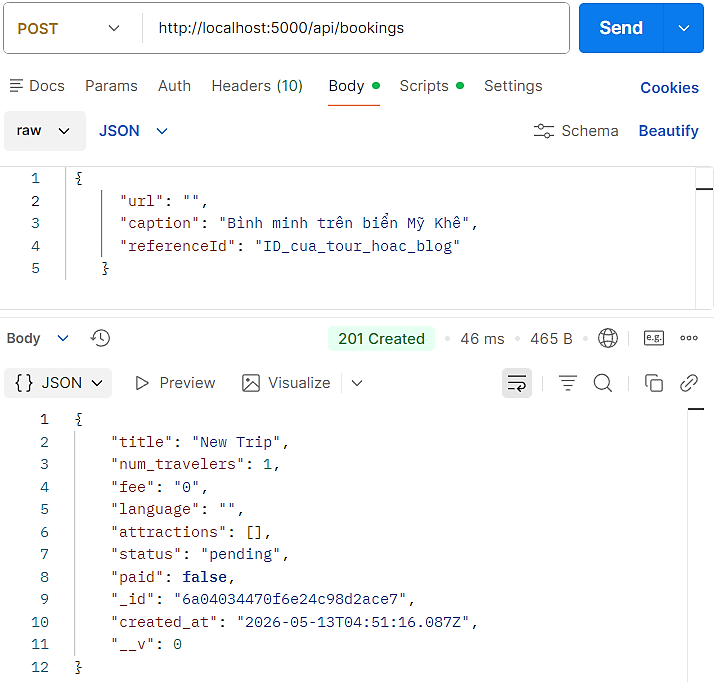 POST http://localhost:5000/api/bookings Send
Docs Params Auth Headers (10) Body Scripts Settings Cookies
raw JSON Schema Beautify
1 {
2 "url": "",
3 "caption": "Bình minh trên biển Mỹ Khê",
4 "referenceId": "ID_cua_tour_hoac_blog"
5 }
Body 201 Created 46 ms 465 B e.g.
{} JSON Preview Visualize
1 {
2 "title": "New Trip",
3 "num_travelers": 1,
4 "fee": "0",
5 "language": "",
6 "attractions": [],
7 "status": "pending",
8 "paid": false,
9 "_id": "6a04034470f6e24c98d2ace7",
10 "created_at": "2026-05-13T04:51:16.087Z",
11 "__v": 0
12 }